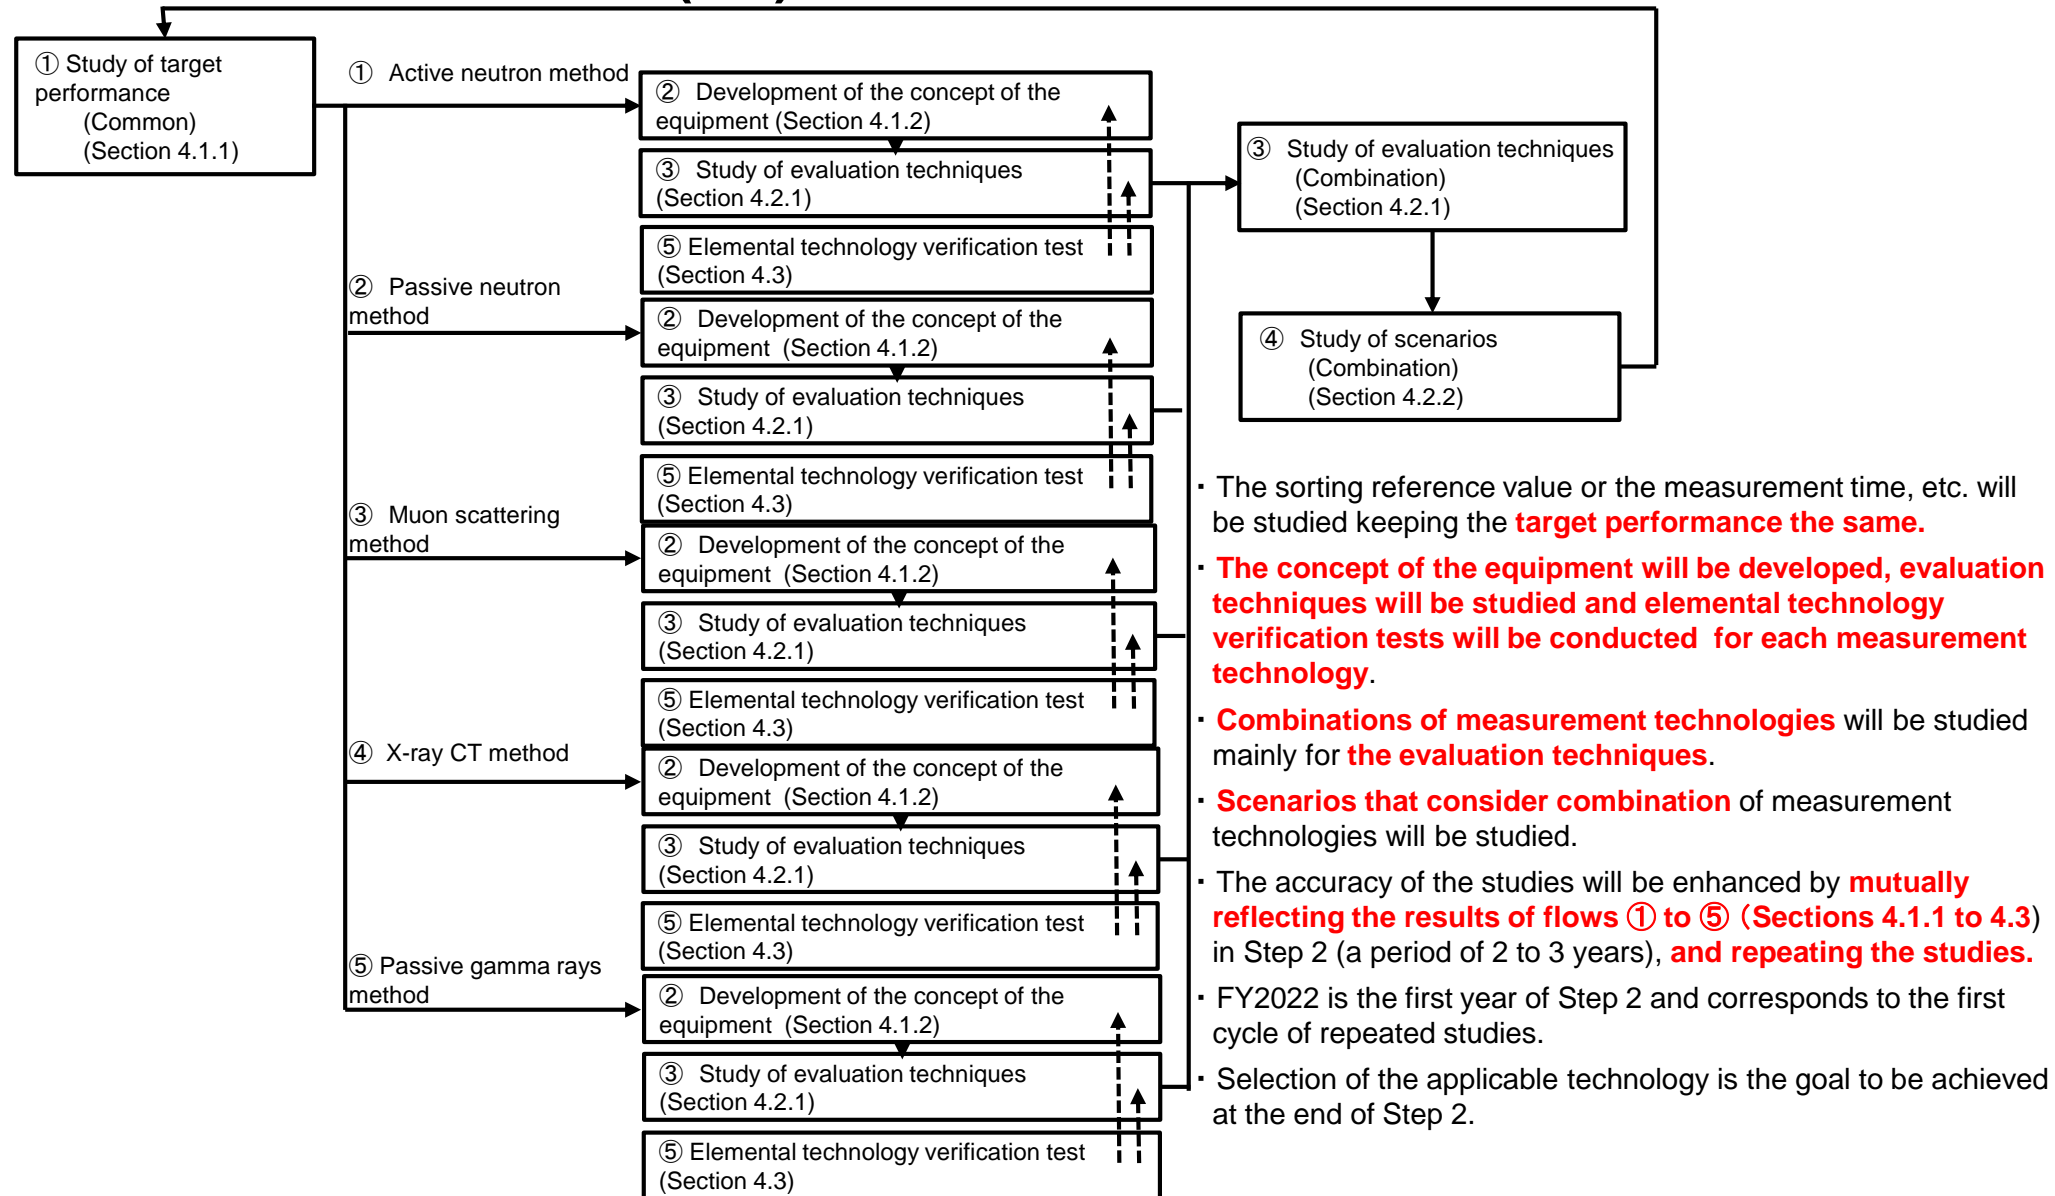 ① Study of target
performance
(Common)
(Section 4.1.1)
① Active neutron method
② Development of the concept of the
equipment (Section 4.1.2)
③ Study of evaluation techniques
(Section 4.2.1)
⑤ Elemental technology verification test
(Section 4.3)
② Passive neutron
method
② Development of the concept of the
equipment (Section 4.1.2)
③ Study of evaluation techniques
(Section 4.2.1)
⑤ Elemental technology verification test
(Section 4.3)
③ Muon scattering
method
② Development of the concept of the
equipment (Section 4.1.2)
③ Study of evaluation techniques
(Section 4.2.1)
⑤ Elemental technology verification test
(Section 4.3)
④ X-ray CT method
② Development of the concept of the
equipment (Section 4.1.2)
③ Study of evaluation techniques
(Section 4.2.1)
⑤ Elemental technology verification test
(Section 4.3)
⑤ Passive gamma rays
method
② Development of the concept of the
equipment (Section 4.1.2)
③ Study of evaluation techniques
(Section 4.2.1)
⑤ Elemental technology verification test
(Section 4.3)
③ Study of evaluation techniques
(Combination)
(Section 4.2.1)
④ Study of scenarios
(Combination)
(Section 4.2.2)
・The sorting reference value or the measurement time, etc. will
be studied keeping the target performance the same.
・The concept of the equipment will be developed, evaluation
techniques will be studied and elemental technology
verification tests will be conducted for each measurement
technology.
・Combinations of measurement technologies will be studied
mainly for the evaluation techniques.
・Scenarios that consider combination of measurement
technologies will be studied.
・The accuracy of the studies will be enhanced by mutually
reflecting the results of flows ① to ⑤（Sections 4.1.1 to 4.3)
in Step 2 (a period of 2 to 3 years), and repeating the studies.
・FY2022 is the first year of Step 2 and corresponds to the first
cycle of repeated studies.
・Selection of the applicable technology is the goal to be achieved
at the end of Step 2.